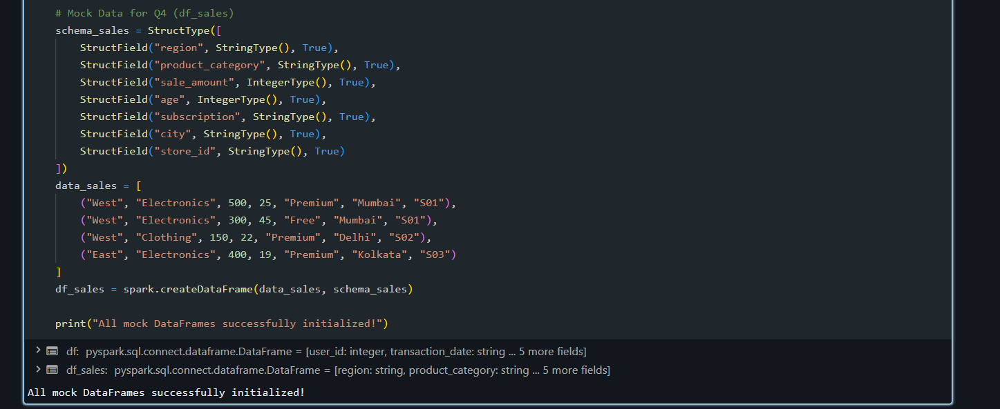 # Mock Data for Q4 (df_sales)
schema_sales = StructType([
    StructField("region", StringType(), True),
    StructField("product_category", StringType(), True),
    StructField("sale_amount", IntegerType(), True),
    StructField("age", IntegerType(), True),
    StructField("subscription", StringType(), True),
    StructField("city", StringType(), True),
    StructField("store_id", StringType(), True)
])
data_sales = [
    ("West", "Electronics", 500, 25, "Premium", "Mumbai", "S01"),
    ("West", "Electronics", 300, 45, "Free", "Mumbai", "S01"),
    ("West", "Clothing", 150, 22, "Premium", "Delhi", "S02"),
    ("East", "Electronics", 400, 19, "Premium", "Kolkata", "S03")
]
df_sales = spark.createDataFrame(data_sales, schema_sales)
print("All mock DataFrames successfully initialized!")
df: pyspark.sql.connect.dataframe.DataFrame = [user_id: integer, transaction_date: string ... 5 more fields]
df_sales: pyspark.sql.connect.dataframe.DataFrame = [region: string, product_category: string ... 5 more fields]
All mock DataFrames successfully initialized!